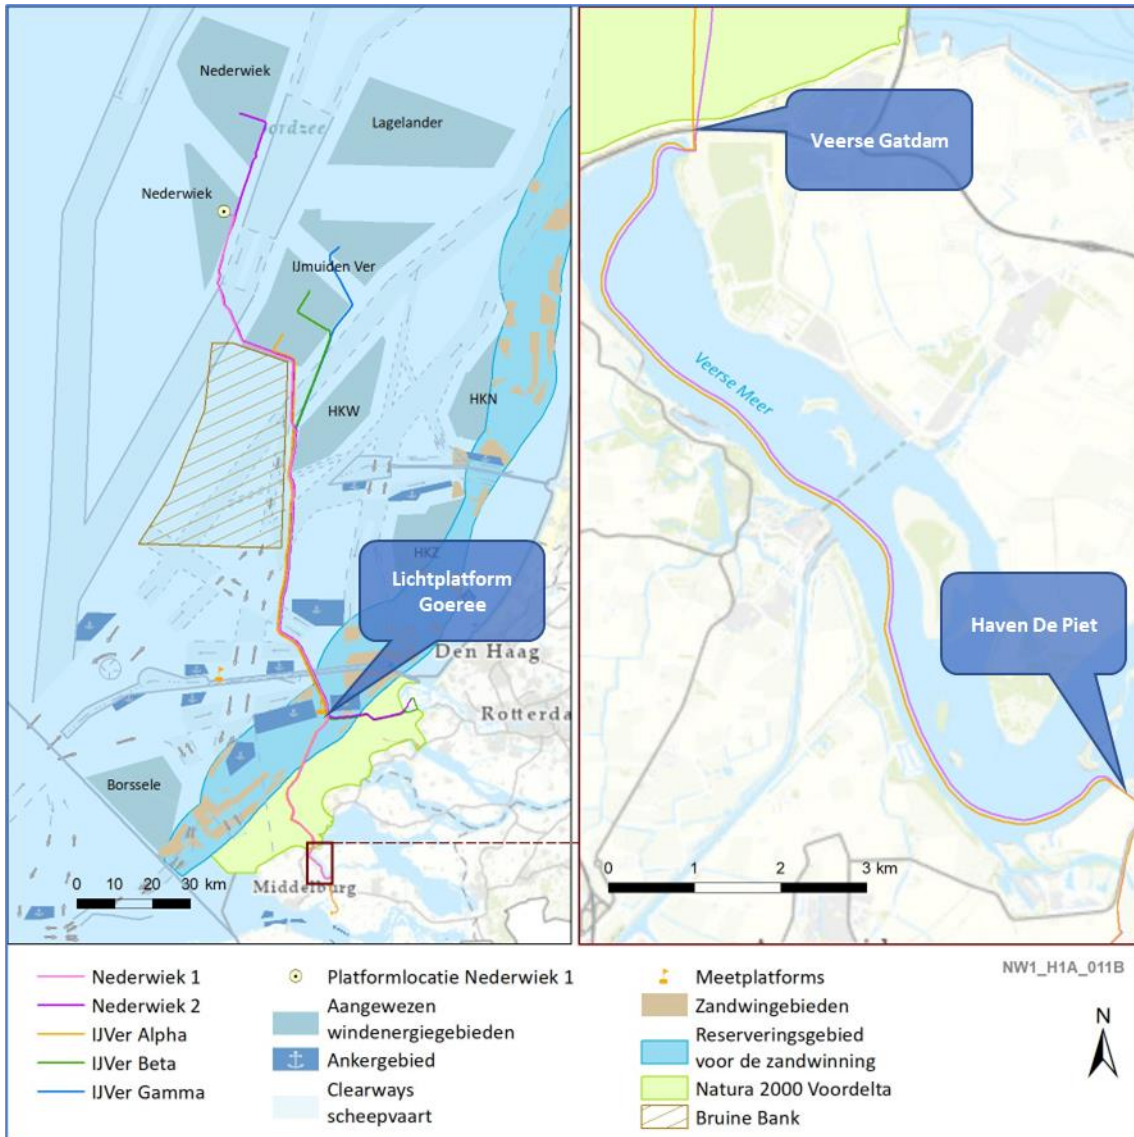 Nederwiek
Lagelander
Nederwiek
IJmuiden Ver
HKW
HKN
HKZ
Lichtplatform
Goeree
Den Haag
Rotterda
Borssele
0 10 20 30 km
Middelburg
Veerse Gatdam
Veerse Meer
Haven De Piet
0 1 2 3 km
NW1_H1A_011B
N
Nederwiek 1
Nederwiek 2
IJVer Alpha
IJVer Beta
IJVer Gamma
Platformlocatie Nederwiek 1
Aangewezen
windenergiegebieden
Ankergebied
Clearways
scheepvaart
Meetplatforms
Zandwingebieden
Reserveringsgebied
voor de zandwinning
Natura 2000 Voordelta
Bruine Bank